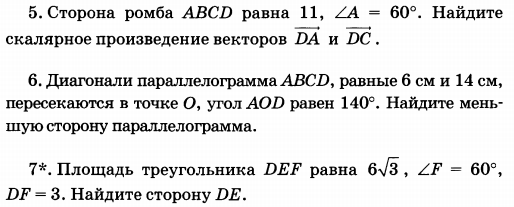 5. Сторона ромба ABCD равна 11, ∠A = 60°. Найдите
скалярное произведение векторов \overrightarrow{DA} и \overrightarrow{DC}.
6. Диагонали параллелограмма ABCD, равные 6 см и 14 см,
пересекаются в точке O, угол AOD равен 140°. Найдите мень-
шую сторону параллелограмма.
7*. Площадь треугольника DEF равна 6√3, ∠F = 60°,
DF = 3. Найдите сторону DE.